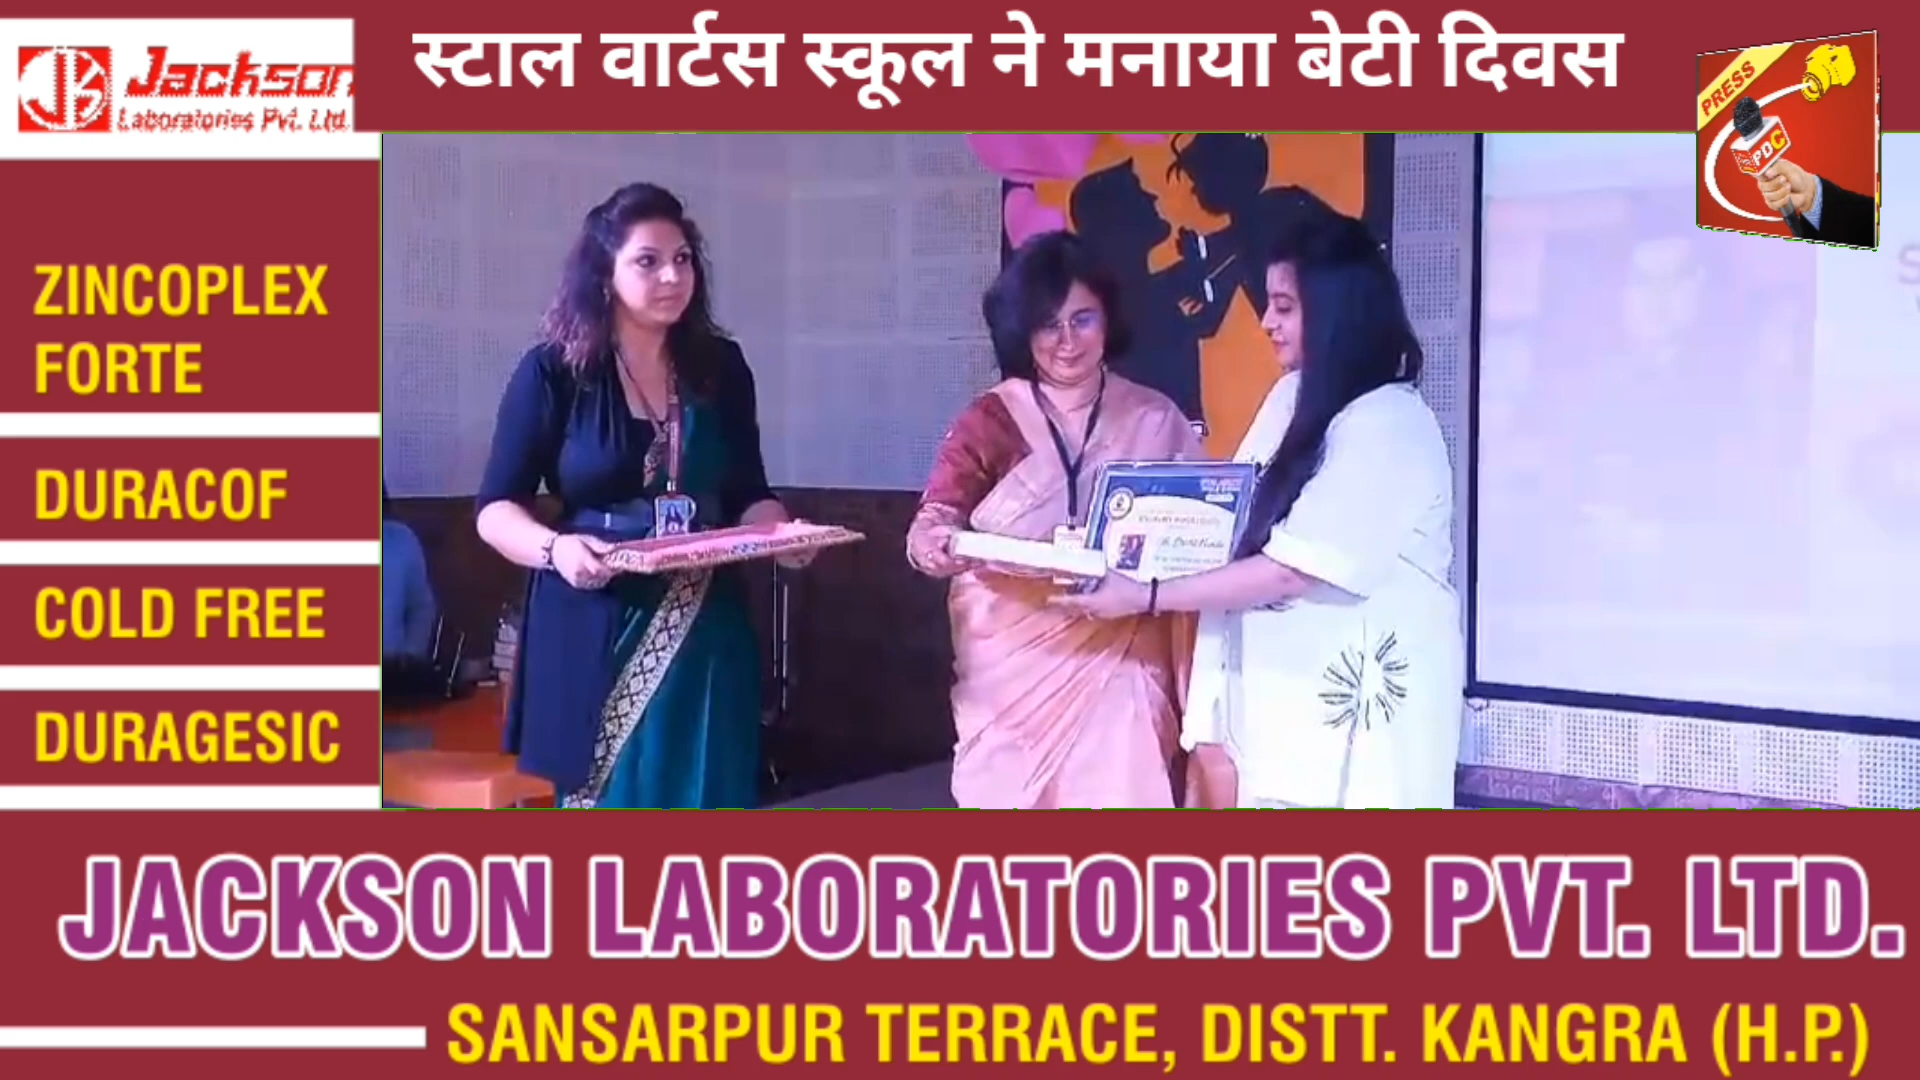 स्टाल वार्टस स्कूल ने मनाया बेटी दिवस
Jackson
Laboratories Pvt. Ltd.
PRESS
PDC
ZINCOPLEX
FORTE
DURACOF
COLD FREE
DURAGESIC
JACKSON LABORATORIES PVT. LTD.
SANSARPUR TERRACE, DISTT. KANGRA (H.P.)